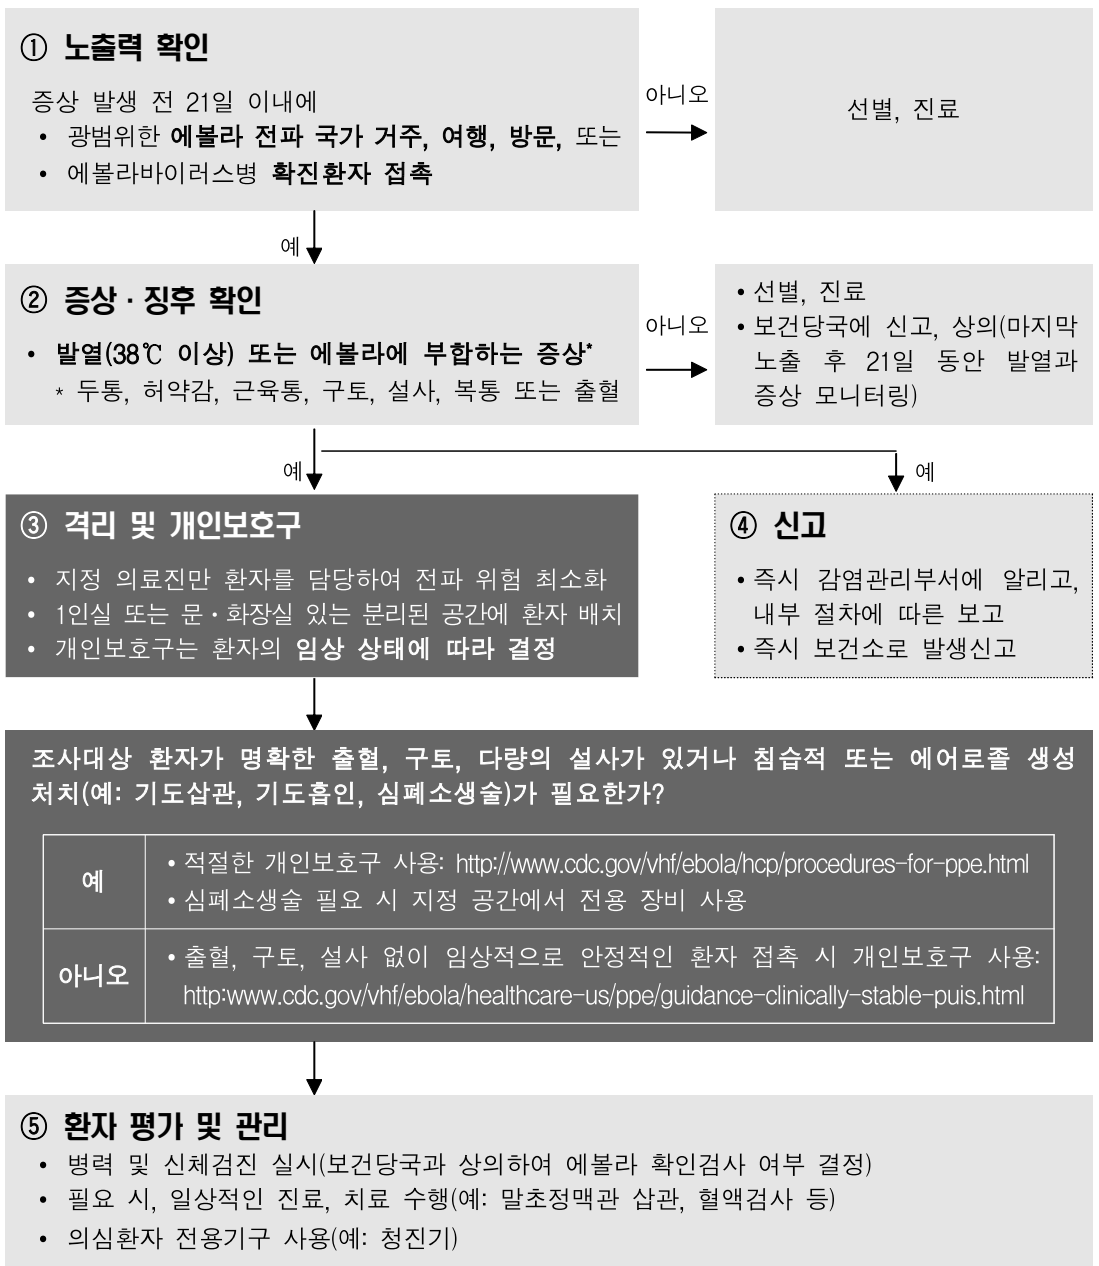 ① 노출력 확인
증상 발생 전 21일 이내에
• 광범위한 에볼라 전파 국가 거주, 여행, 방문, 또는
• 에볼라바이러스병 확진환자 접촉
아니오
선별, 진료
예
② 증상 · 징후 확인
• 발열(38℃ 이상) 또는 에볼라에 부합하는 증상*
* 두통, 허약감, 근육통, 구토, 설사, 복통 또는 출혈
아니오
• 선별, 진료
• 보건당국에 신고, 상의(마지막
노출 후 21일 동안 발열과
증상 모니터링)
예
예
③ 격리 및 개인보호구
• 지정 의료진만 환자를 담당하여 전파 위험 최소화
• 1인실 또는 문 · 화장실 있는 분리된 공간에 환자 배치
• 개인보호구는 환자의 임상 상태에 따라 결정
④ 신고
• 즉시 감염관리부서에 알리고,
내부 절차에 따른 보고
• 즉시 보건소로 발생신고
조사대상 환자가 명확한 출혈, 구토, 다량의 설사가 있거나 침습적 또는 에어로졸 생성
처치(예: 기도삽관, 기도흡인, 심폐소생술)가 필요한가?
예
• 적절한 개인보호구 사용: http://www.cdc.gov/vhf/ebola/hcp/procedures-for-ppe.html
• 심폐소생술 필요 시 지정 공간에서 전용 장비 사용
아니오
• 출혈, 구토, 설사 없이 임상적으로 안정적인 환자 접촉 시 개인보호구 사용:
http:www.cdc.gov/vhf/ebola/healthcare-us/ppe/guidance-clinically-stable-puis.html
⑤ 환자 평가 및 관리
• 병력 및 신체검진 실시(보건당국과 상의하여 에볼라 확인검사 여부 결정)
• 필요 시, 일상적인 진료, 치료 수행(예: 말초정맥관 삽관, 혈액검사 등)
• 의심환자 전용기구 사용(예: 청진기)